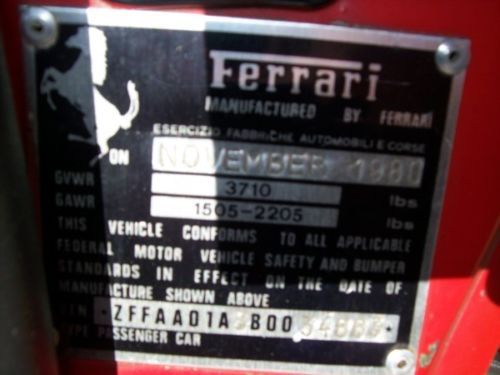 Ferrari
MANUFACTURED BY FERRARI
ESERCIZIO FABBRICHE AUTOMOBILI E CORSE
ON NOVEMBER 1980
GVWR 3710 lbs
GAWR 1505-2205 lbs
THIS VEHICLE CONFORMS TO ALL APPLICABLE
FEDERAL MOTOR VEHICLE SAFETY AND BUMPER
STANDARDS IN EFFECT ON THE DATE OF
MANUFACTURE SHOWN ABOVE
TYPE PASSENGER CAR